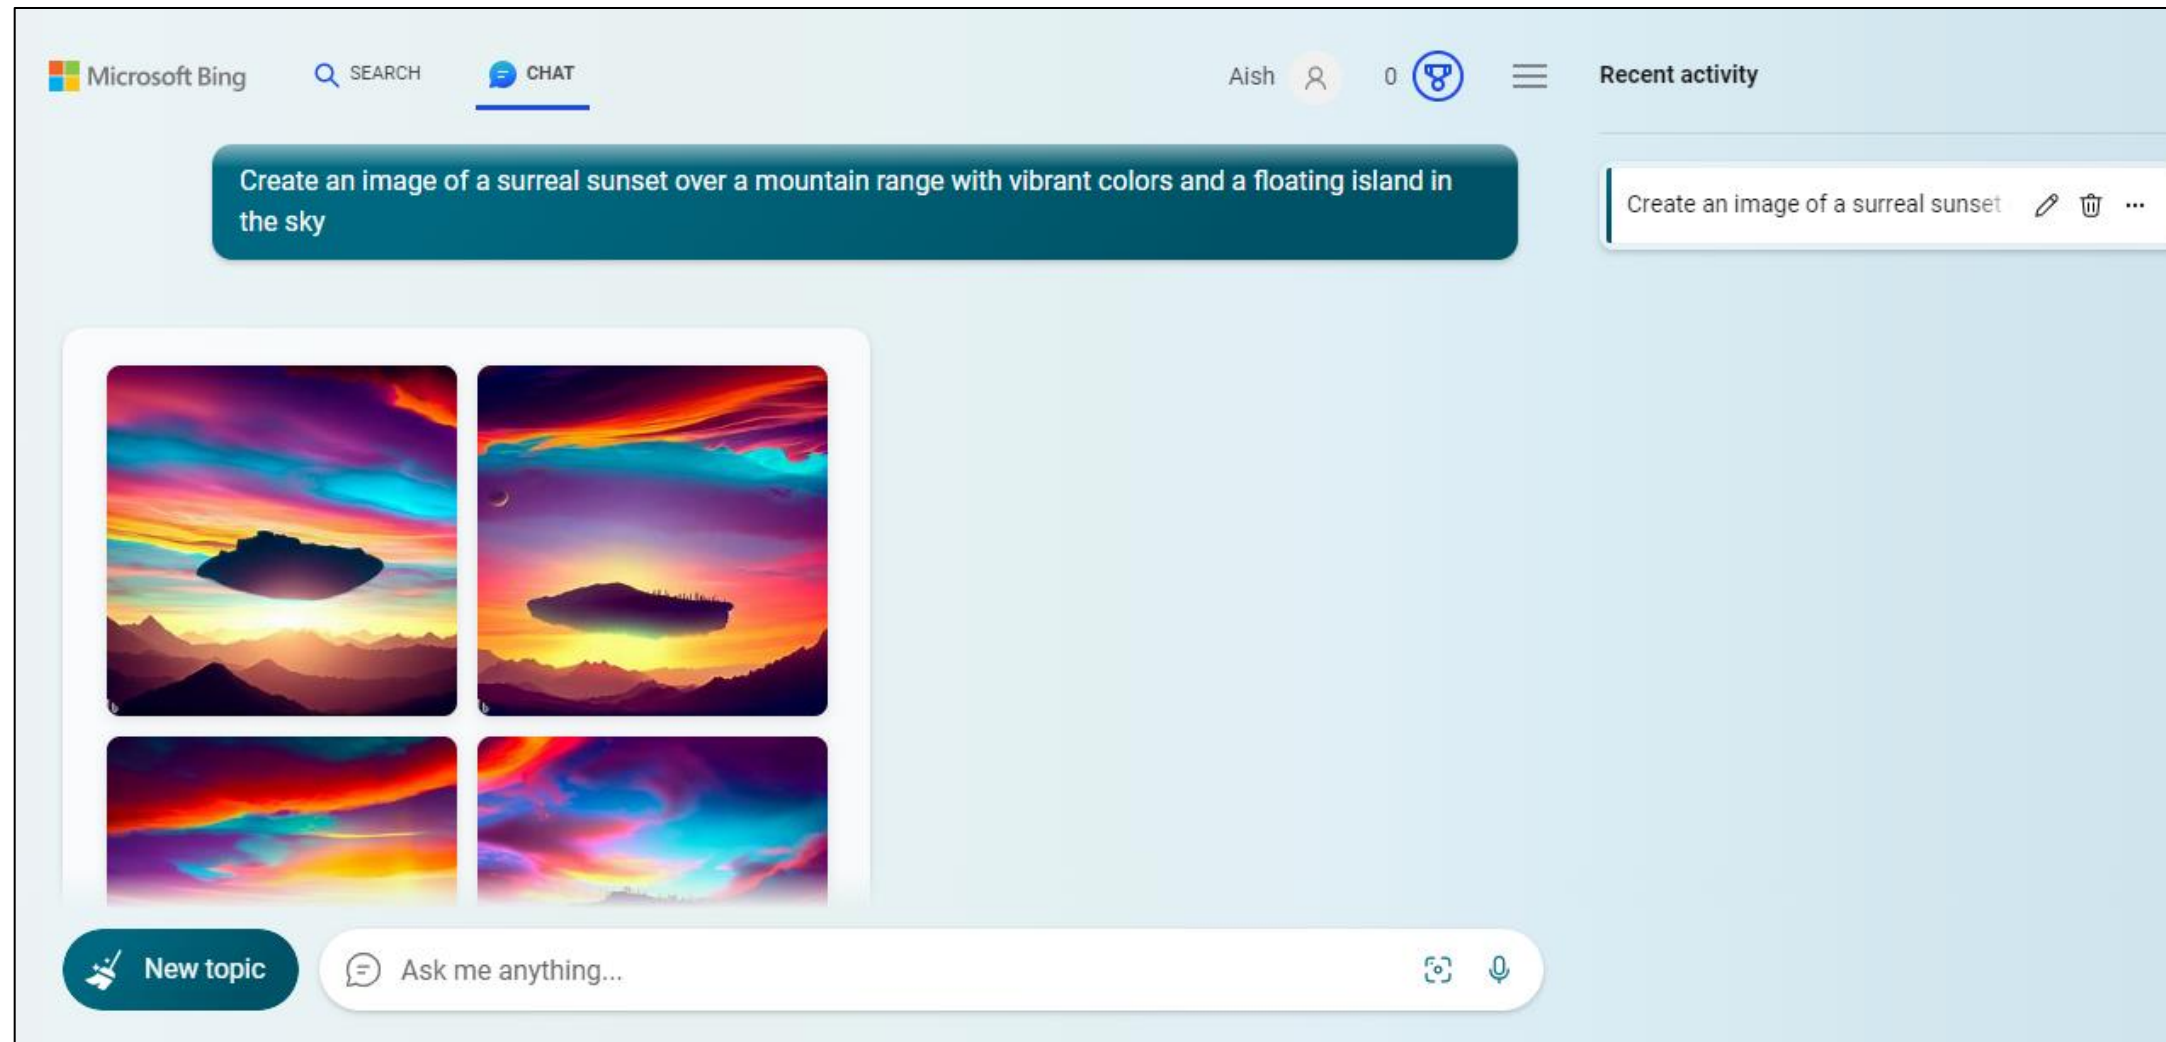 Microsoft Bing
SEARCH
CHAT
Aish
0
Recent activity
Create an image of a surreal sunset over a mountain range with vibrant colors and a floating island in
the sky
Create an image of a surreal sunset
b
b
New topic
Ask me anything...